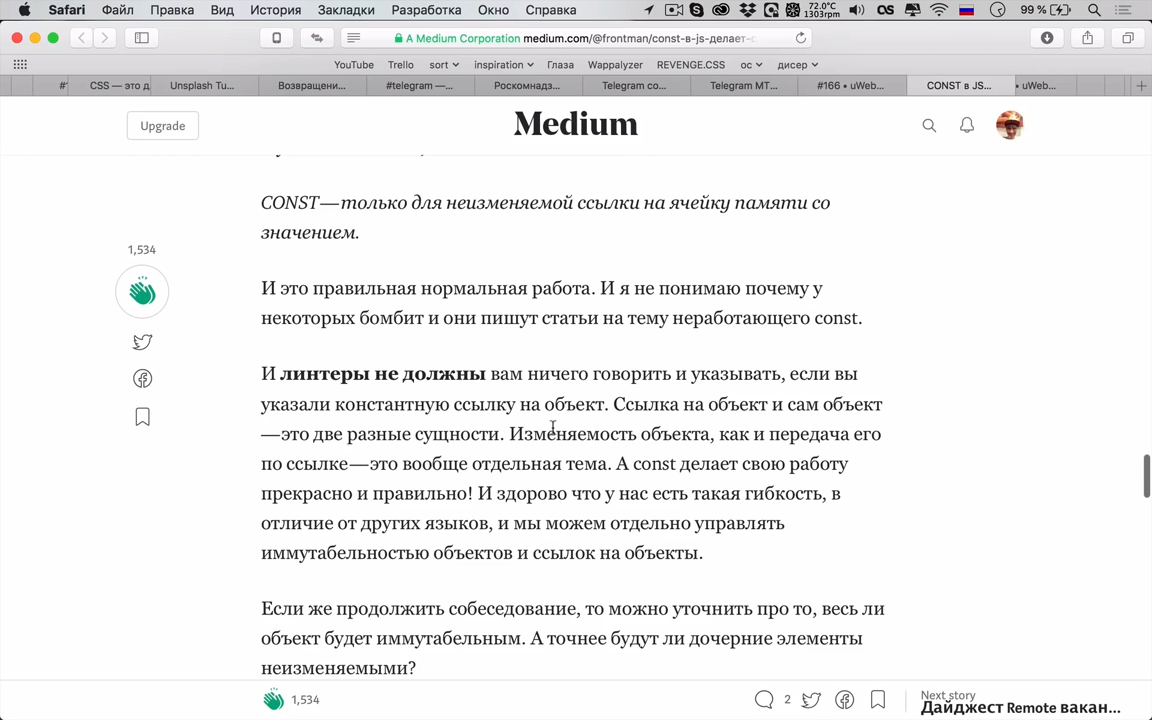 Safari Файл Правка Вид История Закладки Разработка Окно Справка 72.0°C 1303rpm 99 %
A Medium Corporation medium.com/@frontman/const-в-js-делает-с
YouTube Trello sort inspiration Глаза Wappalyzer REVENGE.CSS ос дисер
#' CSS — это д Unsplash Tu... Возвращени... #telegram —... Роскомнадз... Telegram со... Telegram MT... #166 • uWeb... CONST в JS... • uWeb...
Upgrade Medium
CONST — только для неизменяемой ссылки на ячейку памяти со
значением.
1,534
И это правильная нормальная работа. И я не понимаю почему у
некоторых бомбит и они пишут статьи на тему неработающего const.
И линтеры не должны вам ничего говорить и указывать, если вы
указали константную ссылку на объект. Ссылка на объект и сам объект
— это две разные сущности. Изменяемость объекта, как и передача его
по ссылке — это вообще отдельная тема. А const делает свою работу
прекрасно и правильно! И здорово что у нас есть такая гибкость, в
отличие от других языков, и мы можем отдельно управлять
иммутабельностью объектов и ссылок на объекты.
Если же продолжить собеседование, то можно уточнить про то, весь ли
объект будет иммутабельным. А точнее будут ли дочерние элементы
неизменяемыми?
1,534 2 Next story
Дайджест Remote вакан...